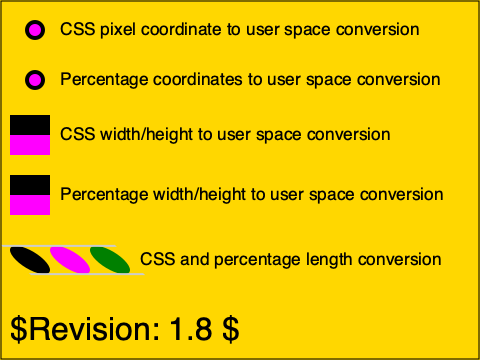 CSS pixel coordinate to user space conversion
Percentage coordinates to user space conversion
CSS width/height to user space conversion
Percentage width/height to user space conversion
CSS and percentage length conversion
$Revision: 1.8 $